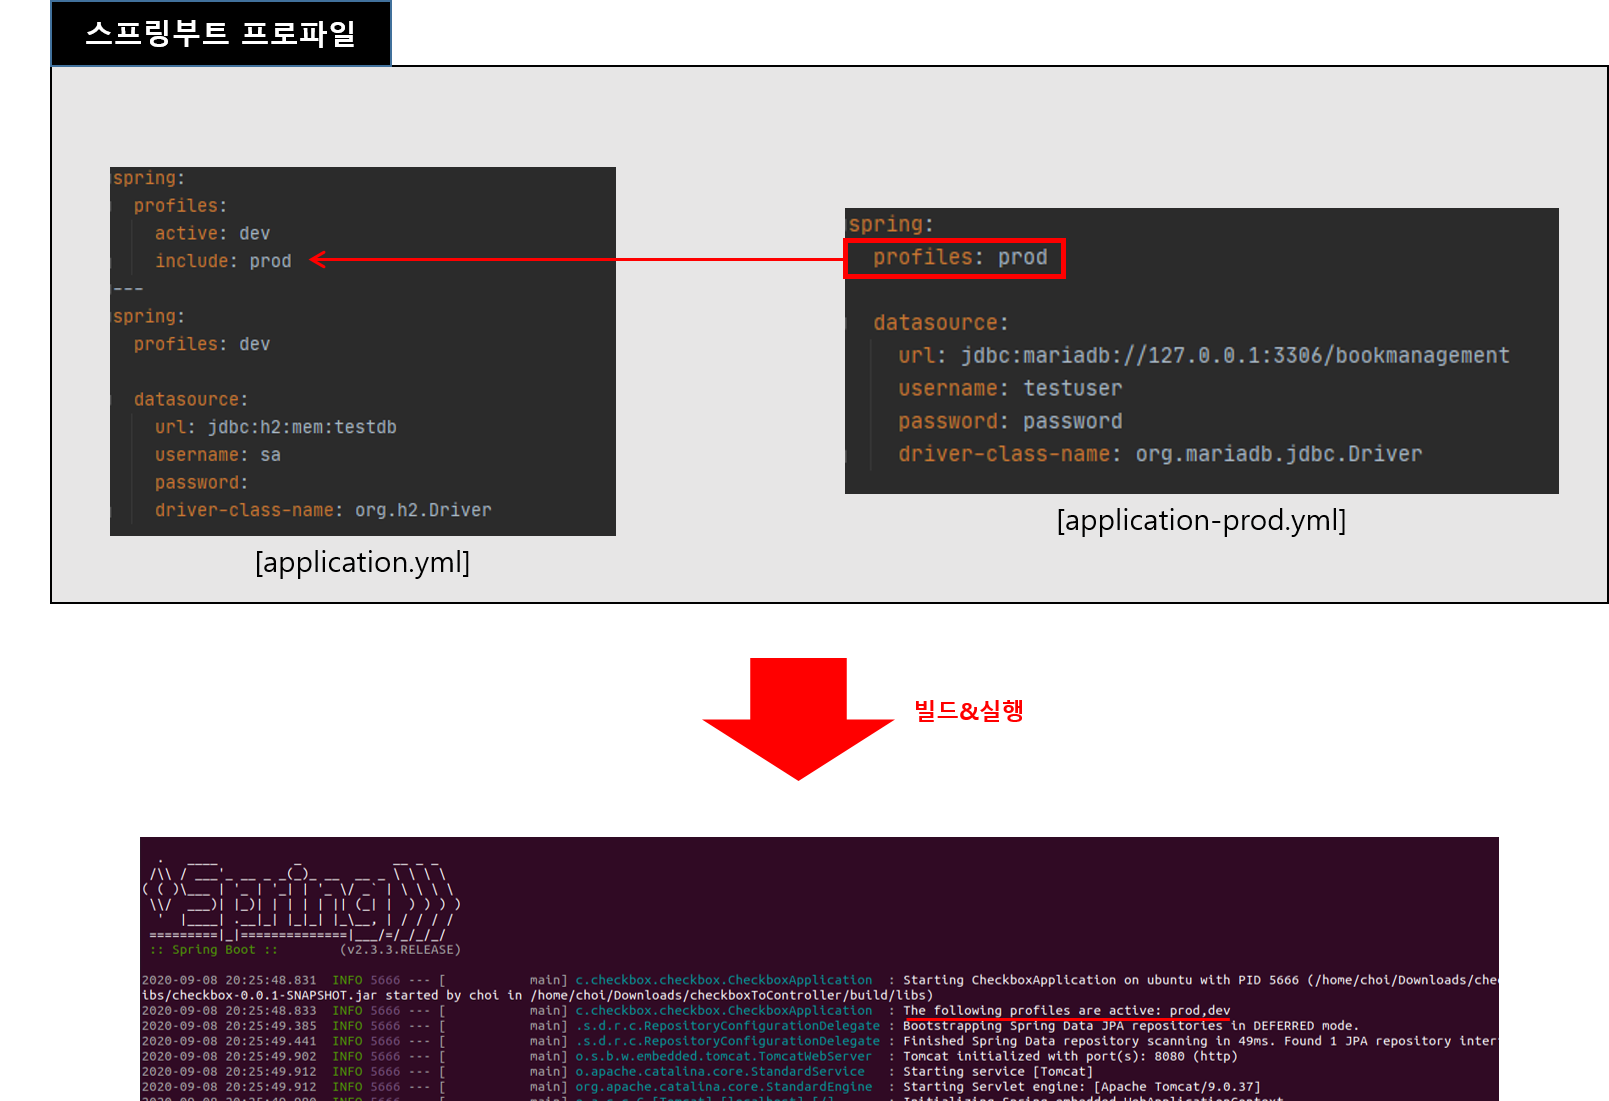 스프링부트 프로파일
spring:
profiles:
active: dev
include: prod
---
spring:
profiles: dev
datasource:
url: jdbc:h2:mem:testdb
username: sa
password:
driver-class-name: org.h2.Driver
[application.yml]
spring:
profiles: prod
datasource:
url: jdbc:mariadb://127.0.0.1:3306/bookmanagement
username: testuser
password: password
driver-class-name: org.mariadb.jdbc.Driver
[application-prod.yml]
빌드&실행
:: Spring Boot ::        (v2.3.3.RELEASE)
2020-09-08 20:25:48.831  INFO 5666 --- [           main] c.checkbox.checkbox.CheckboxApplication  : Starting CheckboxApplication on ubuntu with PID 5666 (/home/choi/Downloads/chec
ibs/checkbox-0.0.1-SNAPSHOT.jar started by choi in /home/choi/Downloads/checkboxToController/build/libs)
2020-09-08 20:25:48.833  INFO 5666 --- [           main] c.checkbox.checkbox.CheckboxApplication  : The following profiles are active: prod,dev
2020-09-08 20:25:49.385  INFO 5666 --- [           main] .s.d.r.c.RepositoryConfigurationDelegate : Bootstrapping Spring Data JPA repositories in DEFERRED mode.
2020-09-08 20:25:49.441  INFO 5666 --- [           main] .s.d.r.c.RepositoryConfigurationDelegate : Finished Spring Data repository scanning in 49ms. Found 1 JPA repository inter
2020-09-08 20:25:49.902  INFO 5666 --- [           main] o.s.b.w.embedded.tomcat.TomcatWebServer  : Tomcat initialized with port(s): 8080 (http)
2020-09-08 20:25:49.912  INFO 5666 --- [           main] o.apache.catalina.core.StandardService   : Starting service [Tomcat]
2020-09-08 20:25:49.912  INFO 5666 --- [           main] org.apache.catalina.core.StandardEngine  : Starting Servlet engine: [Apache Tomcat/9.0.37]